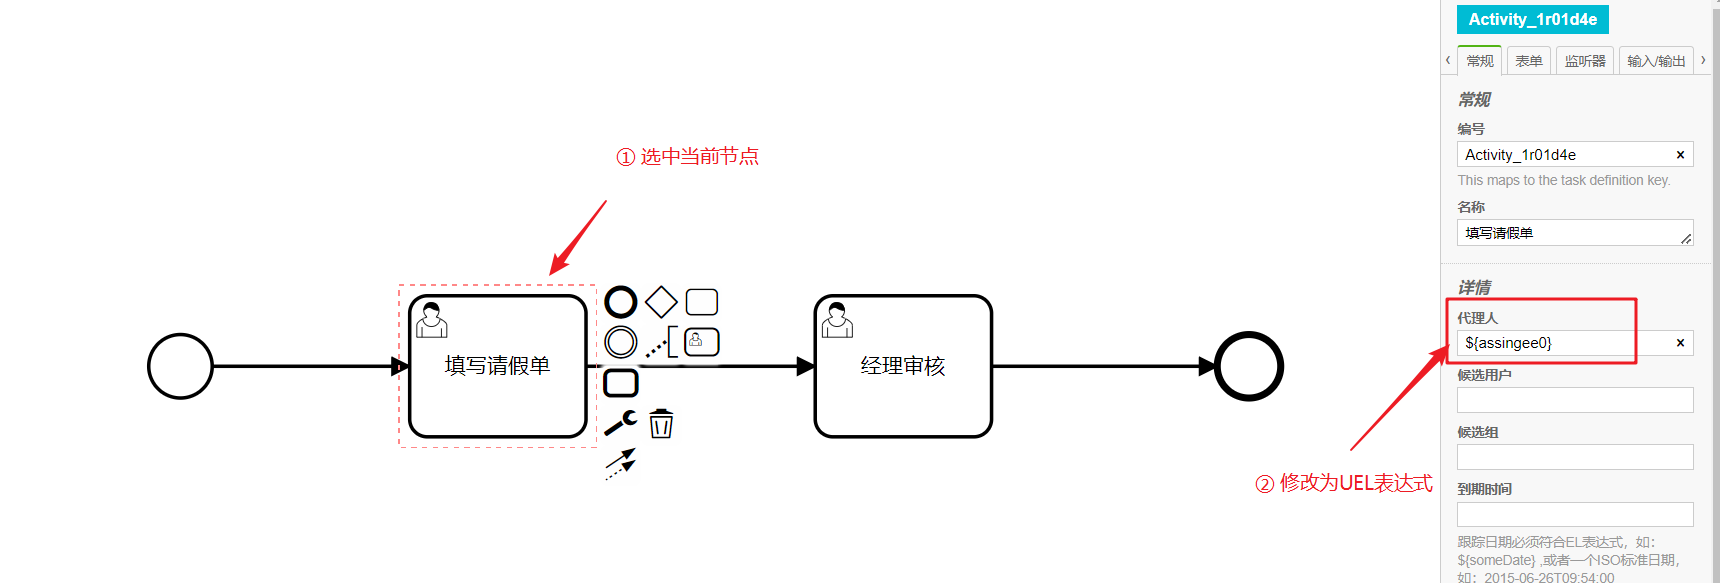 Activity_1r01d4e
常规
表单
监听器
输入/输出
常规
编号
Activity_1r01d4e
This maps to the task definition key.
名称
填写请假单
详情
代理人
${assingee0}
候选用户
候选组
到期时间
跟踪日期必须符合EL表达式，如：
${someDate} ,或者一个ISO标准日期，
如：2015-06-26T09:54:00
① 选中当前节点
填写请假单
经理审核
② 修改为UEL表达式